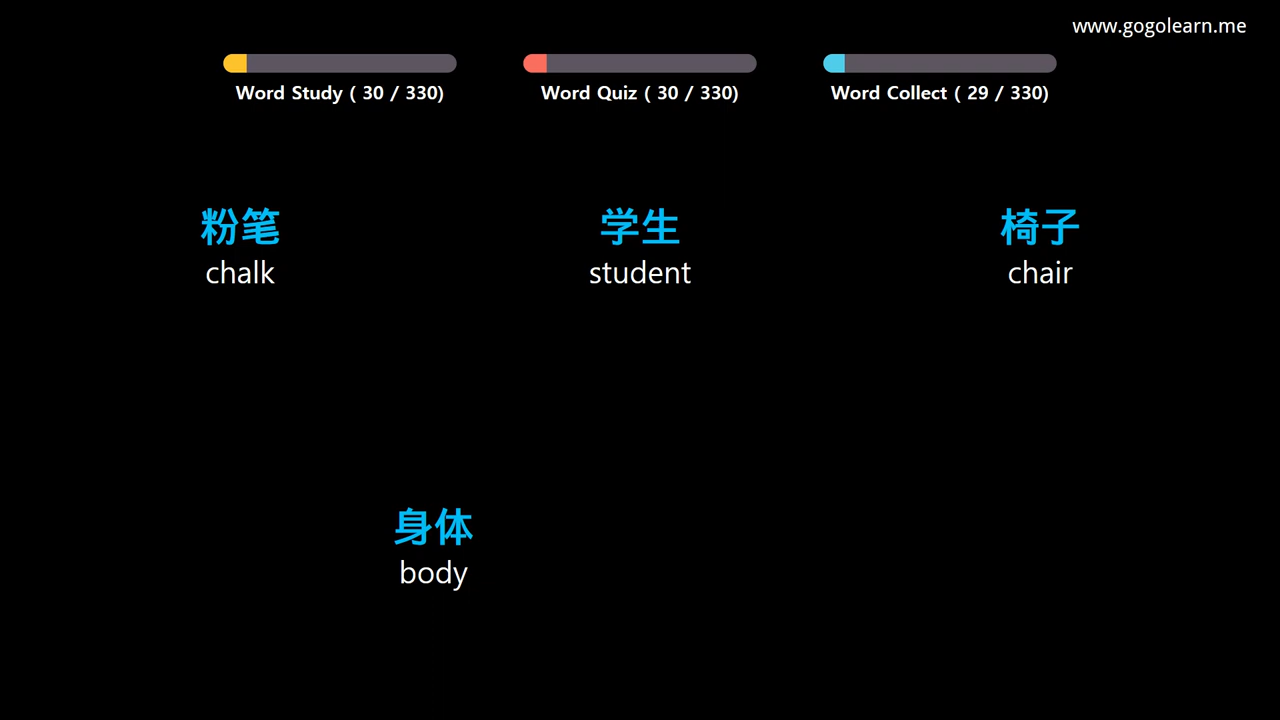 www.gogolearn.me
Word Study ( 30 / 330)
Word Quiz ( 30 / 330)
Word Collect ( 29 / 330)
粉笔
chalk
学生
student
椅子
chair
身体
body